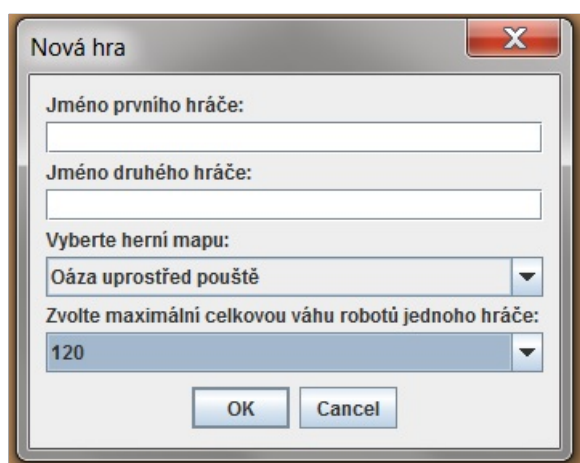 Nová hra
Jméno prvního hráče:
Jméno druhého hráče:
Vyberte herní mapu:
Oáza uprostřed pouště
Zvolte maximální celkovou váhu robotů jednoho hráče:
120
OK Cancel